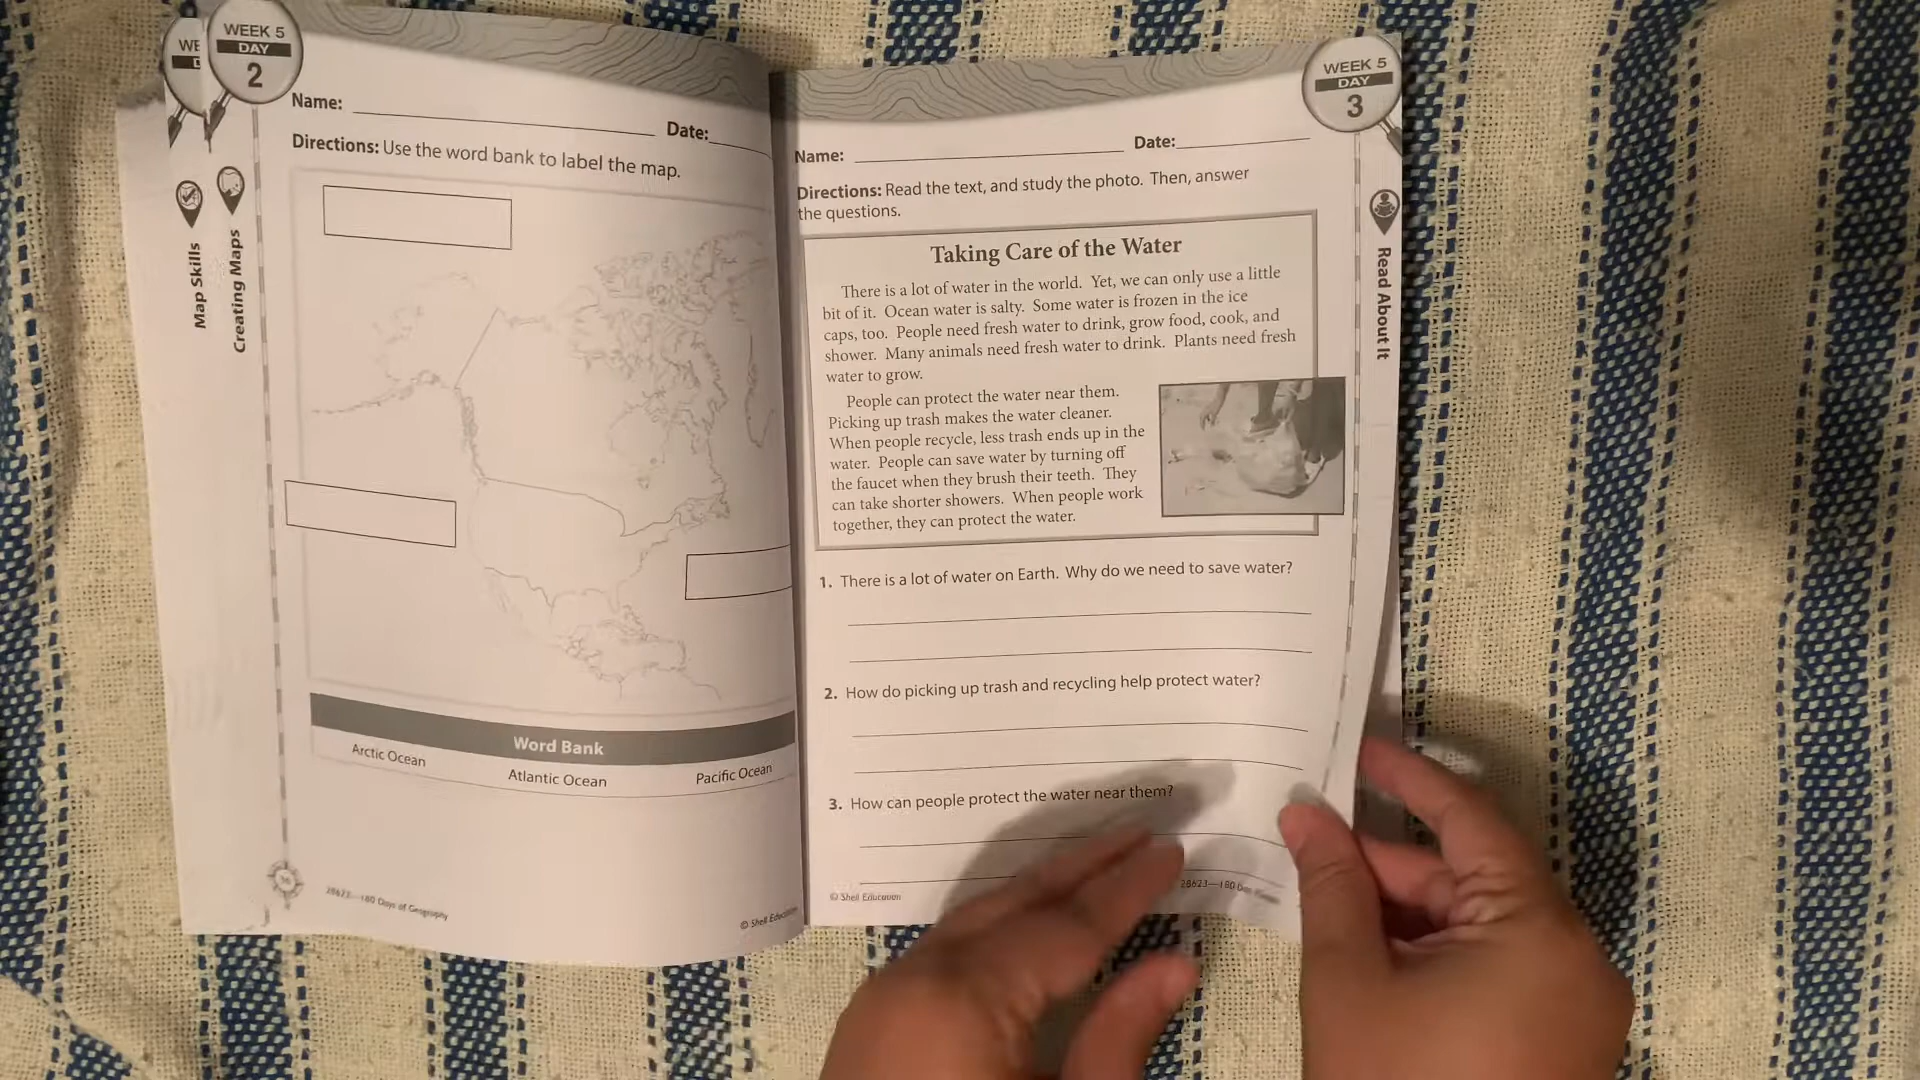 WEEK 5
DAY
2
Name:
Date:
Directions: Use the word bank to label the map.
Map Skills
Creating Maps
Word Bank
Arctic Ocean
Atlantic Ocean
Pacific Ocean
28623—180 Days of Geography
© Shell
WEEK 5
DAY
3
Name:
Date:
Directions: Read the text, and study the photo. Then, answer
the questions.
Read About It
Taking Care of the Water
There is a lot of water in the world. Yet, we can only use a little
bit of it. Ocean water is salty. Some water is frozen in the ice
caps, too. People need fresh water to drink, grow food, cook, and
shower. Many animals need fresh water to drink. Plants need fresh
water to grow.
People can protect the water near them.
Picking up trash makes the water cleaner.
When people recycle, less trash ends up in the
water. People can save water by turning off
the faucet when they brush their teeth. They
can take shorter showers. When people work
together, they can protect the water.
1. There is a lot of water on Earth. Why do we need to save water?
2. How do picking up trash and recycling help protect water?
3. How can people protect the water near them?
© Shell Education
28623—180